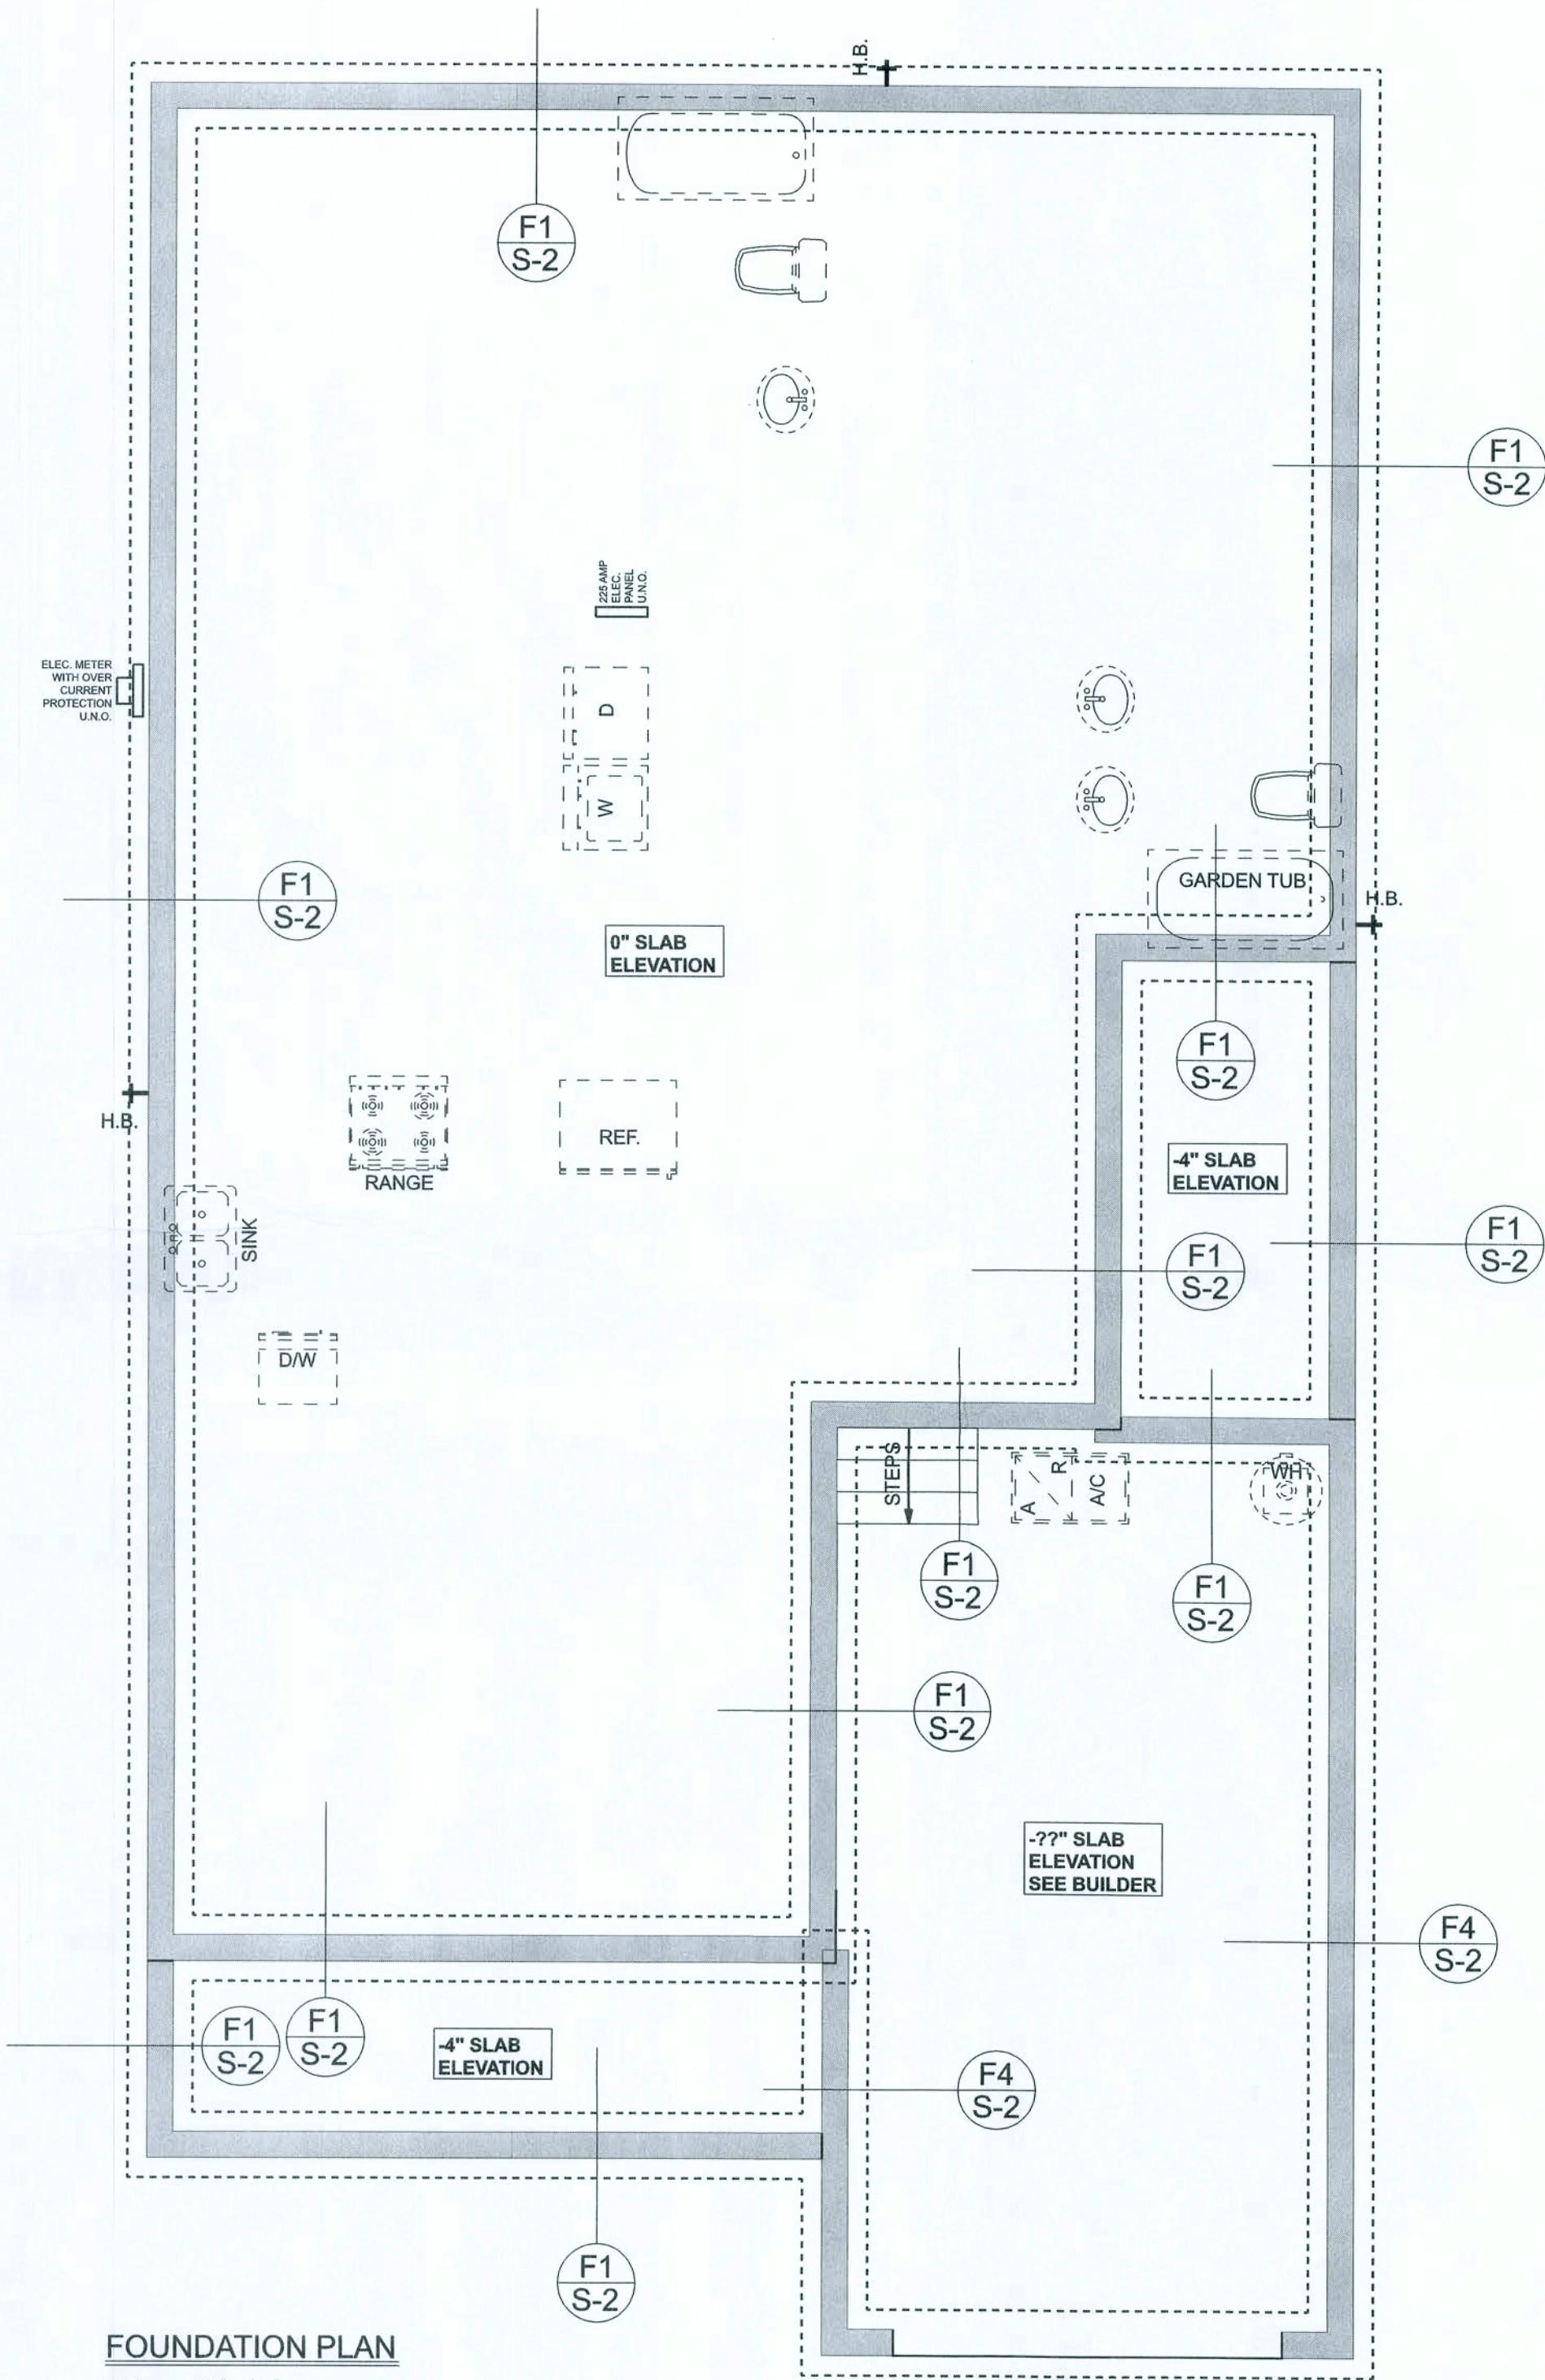 H.B.
F1
S-2
F1
S-2
225 AMP
ELEC.
PANEL
U.N.O.
ELEC. METER
WITH OVER
CURRENT
PROTECTION
U.N.O.
D
W
GARDEN TUB
H.B.
F1
S-2
0" SLAB
ELEVATION
F1
S-2
H.B.
REF.
RANGE
-4" SLAB
ELEVATION
SINK
F1
S-2
F1
S-2
D/W
STEPS
A
R
A/C
WH
F1
S-2
F1
S-2
F1
S-2
-??" SLAB
ELEVATION
SEE BUILDER
F4
S-2
F1
S-2
F1
S-2
-4" SLAB
ELEVATION
F4
S-2
F1
S-2
FOUNDATION PLAN